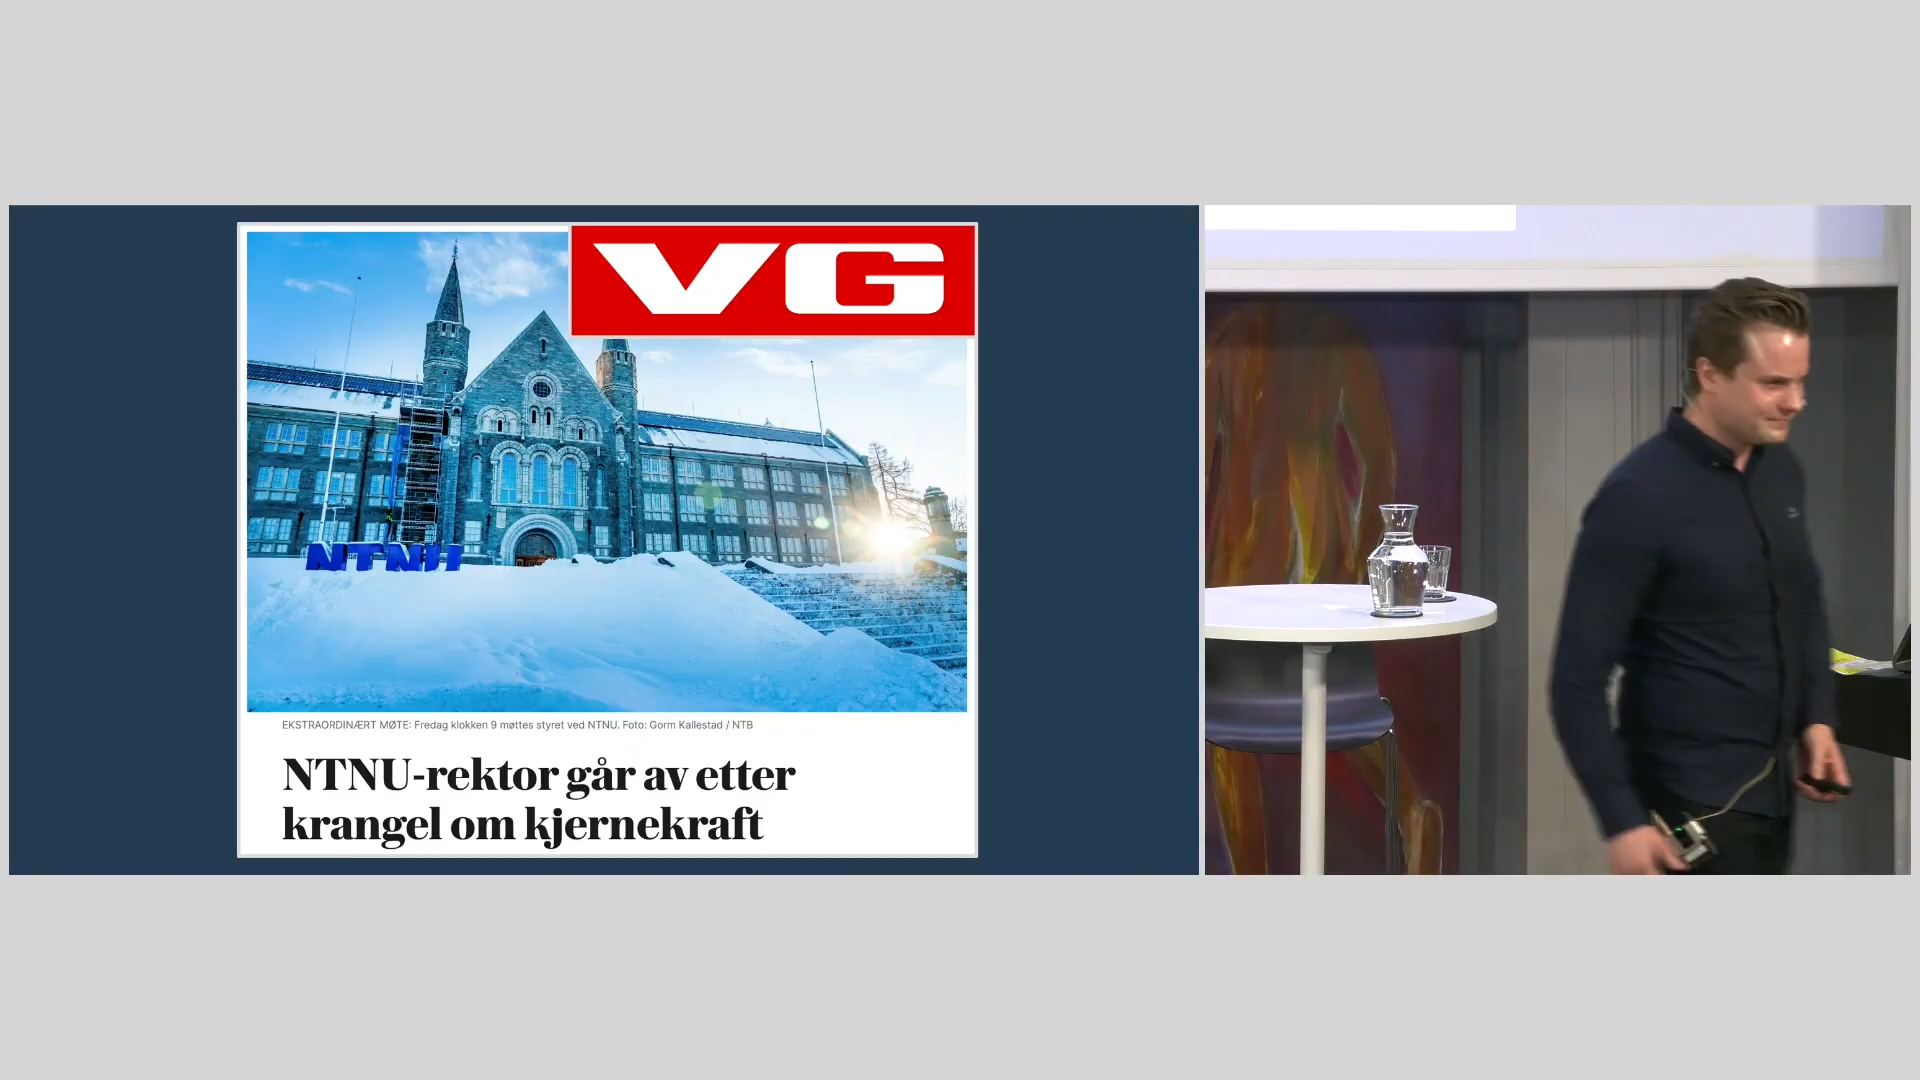 VG
NTNU
EKSTRAORDINÆRT MØTE: Fredag klokken 9 møttes styret ved NTNU. Foto: Gorm Kallestad / NTB
NTNU-rektor går av etter
krangel om kjernekraft